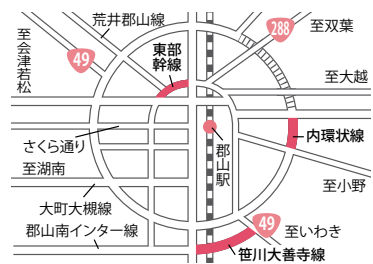 荒井郡山線
至会津若松
49
東部
幹線
288
至双葉
至大越
さくら通り
至湖南
郡山駅
内環状線
至小野
大町大槻線
郡山南インター線
49
至いわき
笹川大善寺線